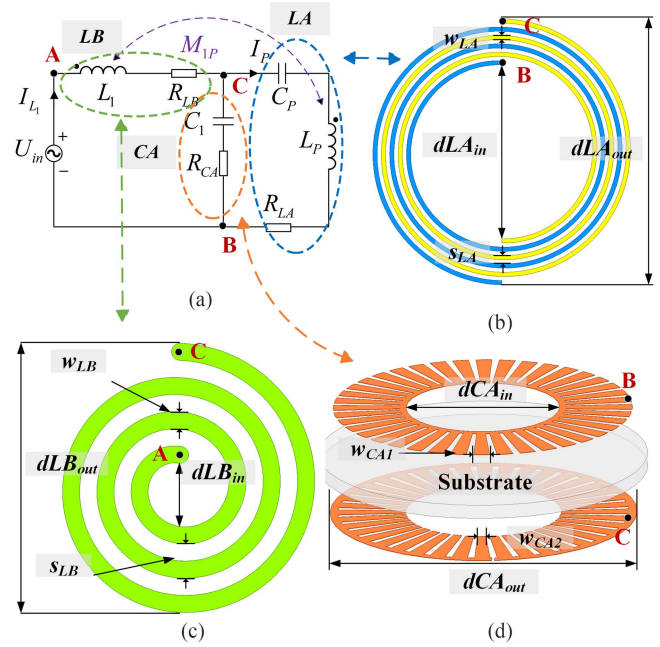 LB
LA
A
M1P
IP
L1
RLB
C
CP
IL1
C1
Uin
+
−
CA
RCA
LP
RLA
B
(a)
wLA
C
B
dLAin
dLAout
sLA
(b)
wLB
C
A
dLBout
dLBin
sLB
(c)
dCAin
B
wCA1
Substrate
wCA2
C
dCAout
(d)